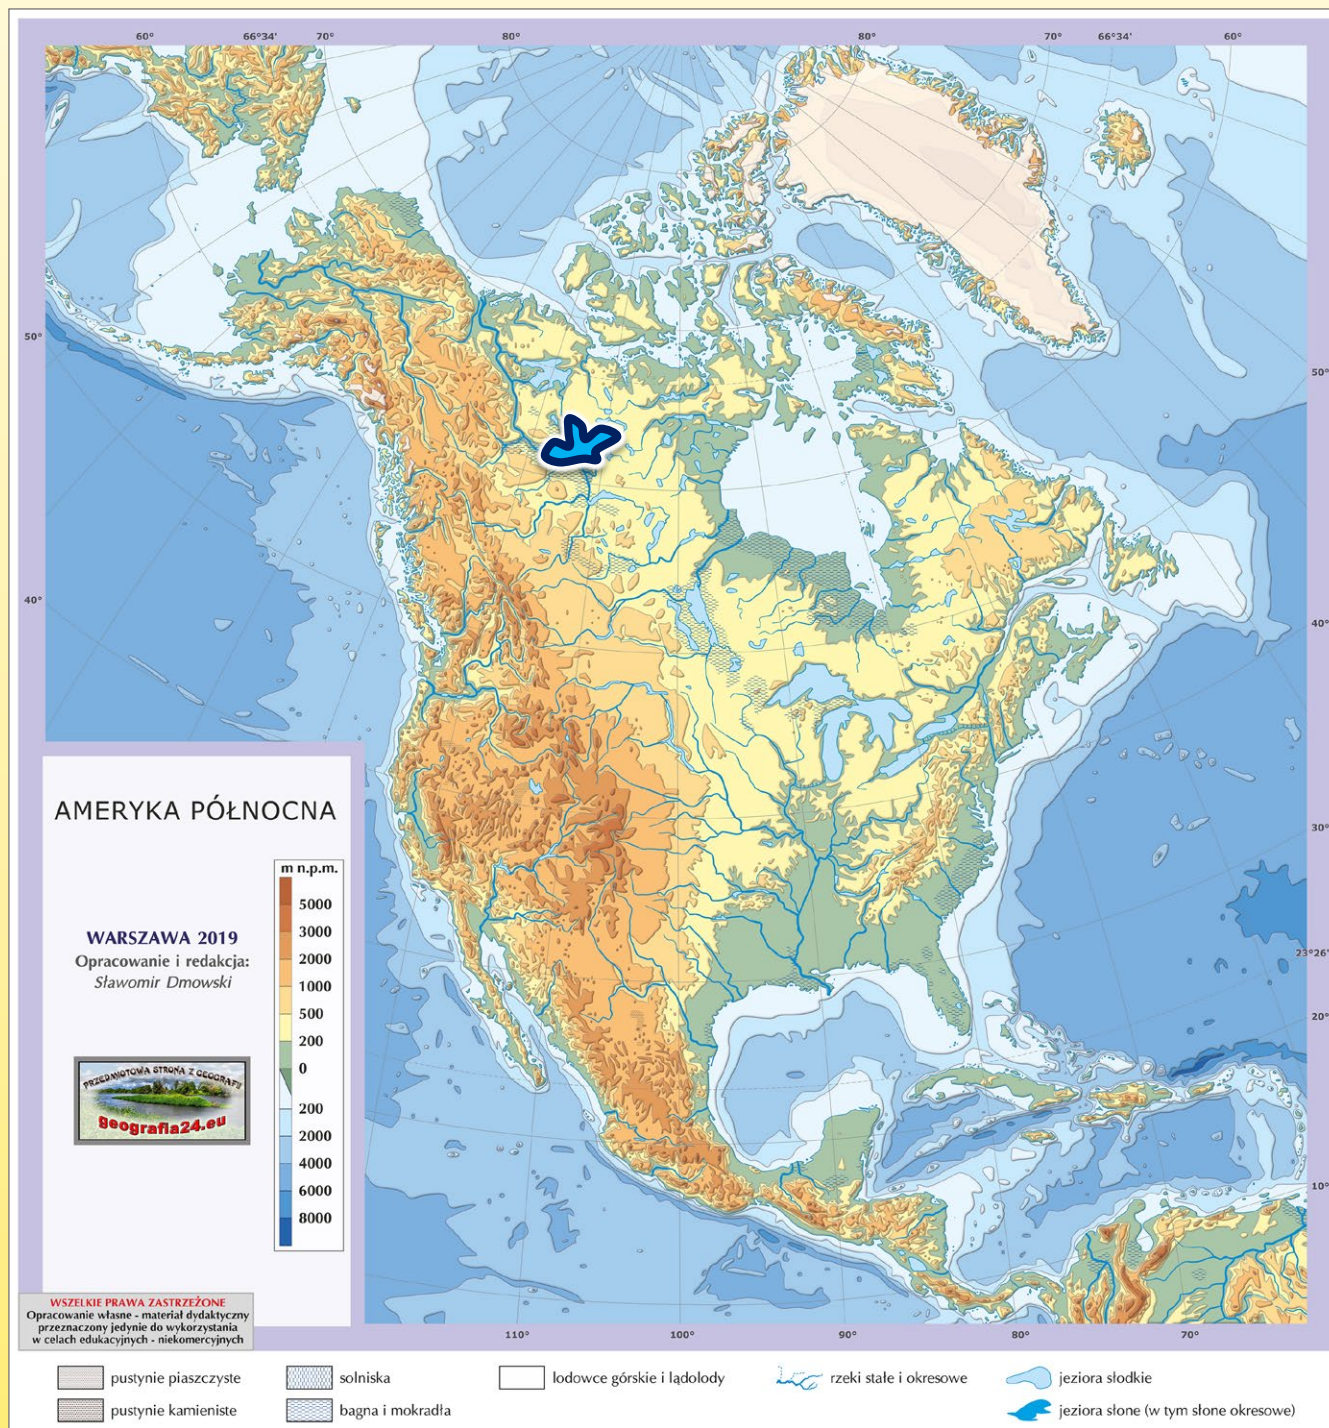 60° 66°34' 70° 80° 80° 70° 66°34' 60°
50°
50°
40°
40°
30°
23°26'
20°
10°
AMERYKA PÓŁNOCNA
WARSZAWA 2019
Opracowanie i redakcja:
Sławomir Dmowski
PRZEDMIOTOWA STRONA Z GEOGRAFII
geografia24.eu
m n.p.m.
5000
3000
2000
1000
500
200
0
200
2000
4000
6000
8000
WSZELKIE PRAWA ZASTRZEŻONE
Opracowanie własne - materiał dydaktyczny
przeznaczony jedynie do wykorzystania
w celach edukacyjnych - niekomercyjnych
110° 100° 90° 80° 70°
pustynie piaszczyste
solniska
lodowce górskie i lądolody
rzeki stałe i okresowe
jeziora słodkie
pustynie kamieniste
bagna i mokradła
jeziora słone (w tym słone okresowe)